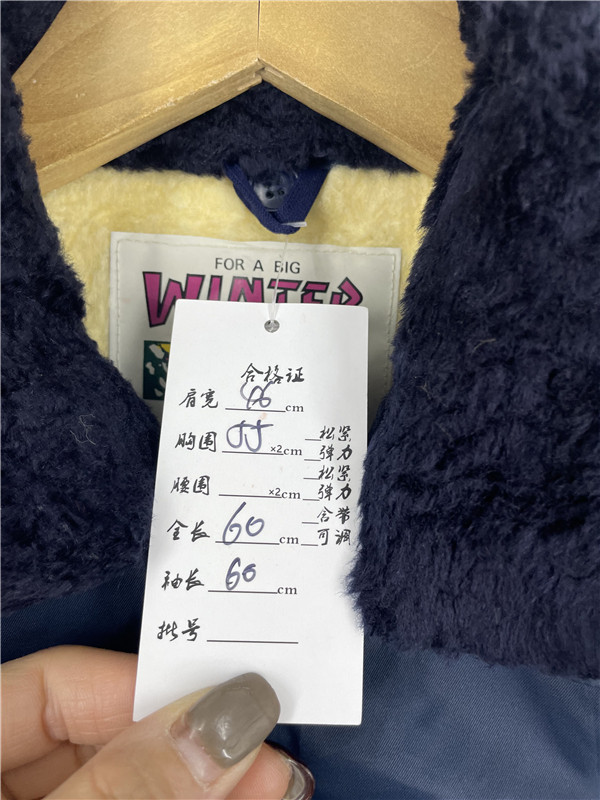 FOR A BIG
WINTER
合格证
肩宽 46 cm
胸围 55 ×2cm 松紧 弹力
腰围 ×2cm 松紧 弹力
全长 60 cm 含带 可调
袖长 60 cm
批号